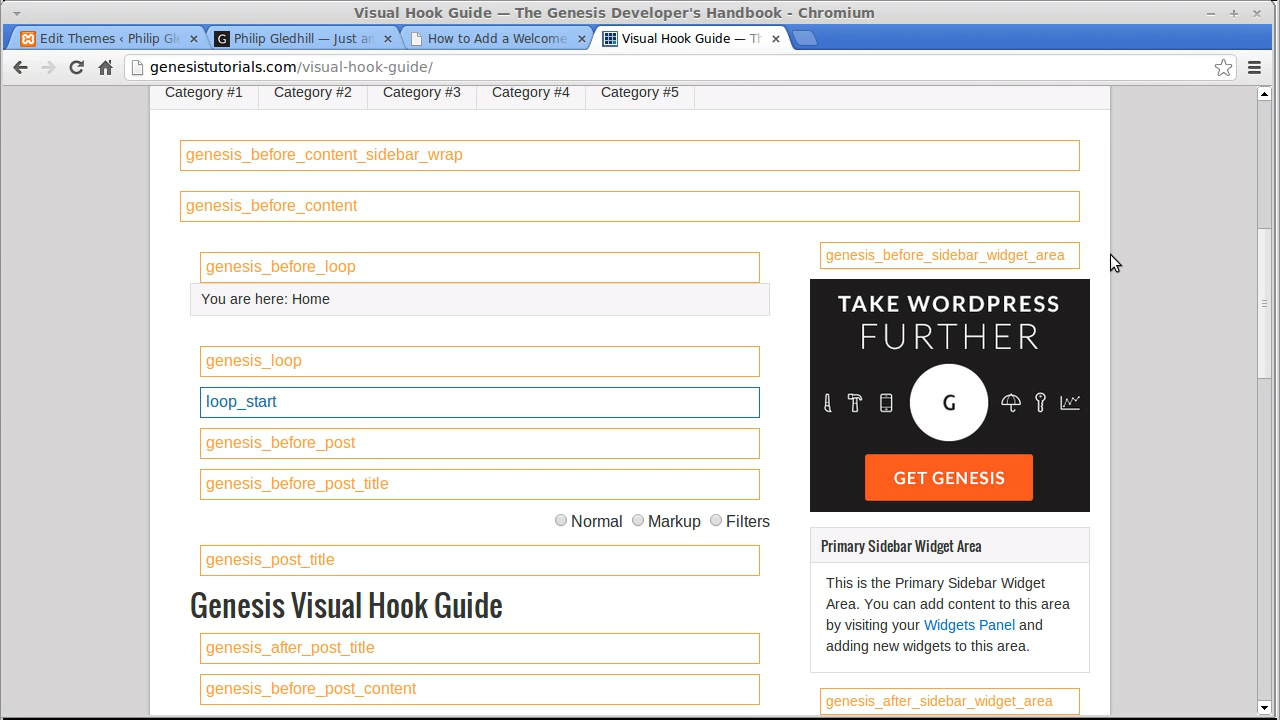 Visual Hook Guide — The Genesis Developer's Handbook - Chromium
Edit Themes ‹ Philip Gle
Philip Gledhill — Just an
How to Add a Welcome
Visual Hook Guide — Th
genesistutorials.com/visual-hook-guide/
Category #1 Category #2 Category #3 Category #4 Category #5
genesis_before_content_sidebar_wrap
genesis_before_content
genesis_before_loop
You are here: Home
genesis_loop
loop_start
genesis_before_post
genesis_before_post_title
Normal Markup Filters
genesis_post_title
Genesis Visual Hook Guide
genesis_after_post_title
genesis_before_post_content
genesis_before_sidebar_widget_area
TAKE WORDPRESS
FURTHER
G
GET GENESIS
Primary Sidebar Widget Area
This is the Primary Sidebar Widget
Area. You can add content to this area
by visiting your Widgets Panel and
adding new widgets to this area.
genesis_after_sidebar_widget_area